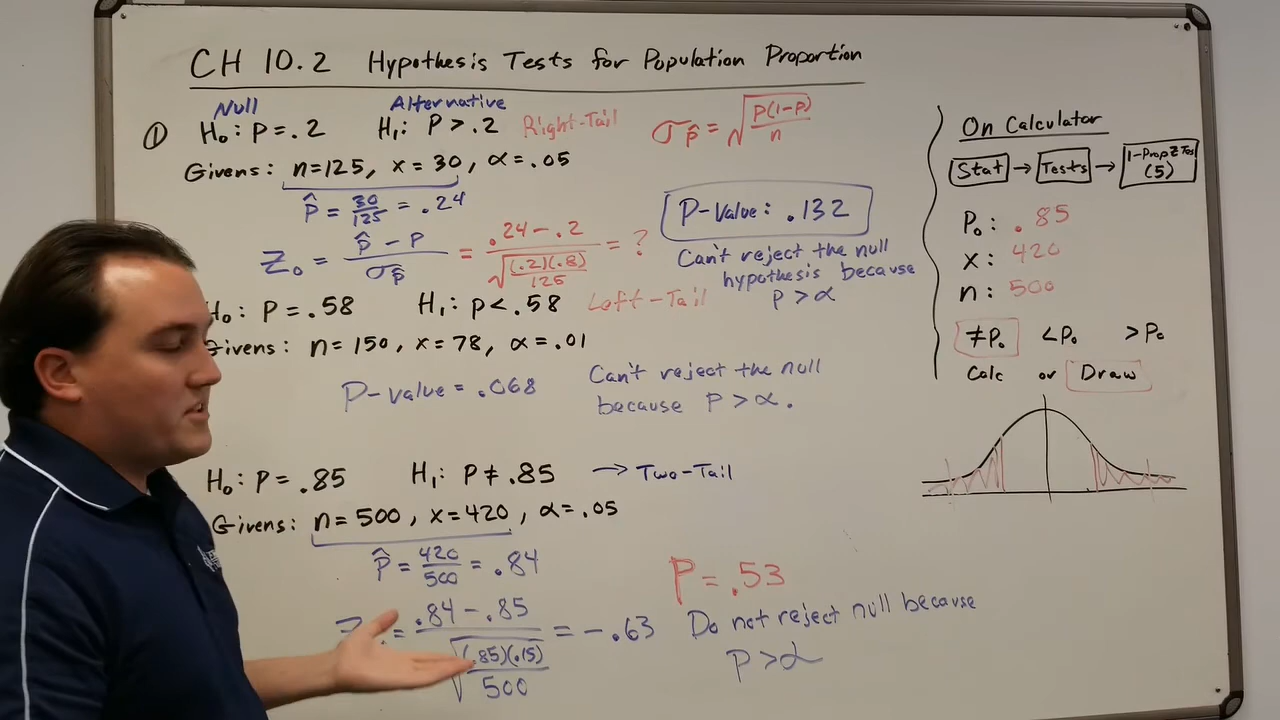 CH 10.2 Hypothesis Tests for Population Proportion
Null Alternative
① H₀: P = .2 H₁: P > .2 Right-Tail σp̂ = √(P(1-P)/n)
Givens: n=125, x=30, α=.05
p̂ = 30/125 = .24
Z₀ = (p̂ - P)/σp̂ = (.24 - .2)/√((.2)(.8)/125) = ?
P-Value: .132
Can't reject the null
hypothesis because
P > α
H₀: P = .58 H₁: P < .58 Left-Tail
Givens: n=150, x=78, α=.01
P-value = .068
Can't reject the null
because P > α.
H₀: P = .85 H₁: P ≠ .85 → Two-Tail
Givens: n=500, x=420, α=.05
p̂ = 420/500 = .84
Z = (.84 - .85)/√((.85)(.15)/500) = -.63
P = .53
Do not reject null because
P > α
On Calculator
Stat → Tests → 1-PropZTest (5)
P₀: .85
x: 420
n: 500
≠P₀ <P₀ >P₀
Calc or Draw